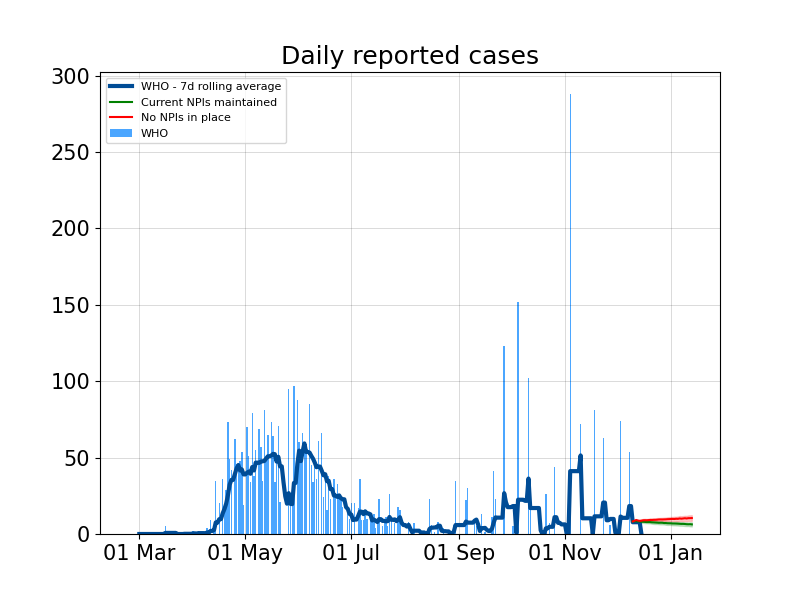 Daily reported cases
WHO - 7d rolling average
Current NPIs maintained
No NPIs in place
WHO
300
250
200
150
100
50
0
01 Mar 01 May 01 Jul 01 Sep 01 Nov 01 Jan